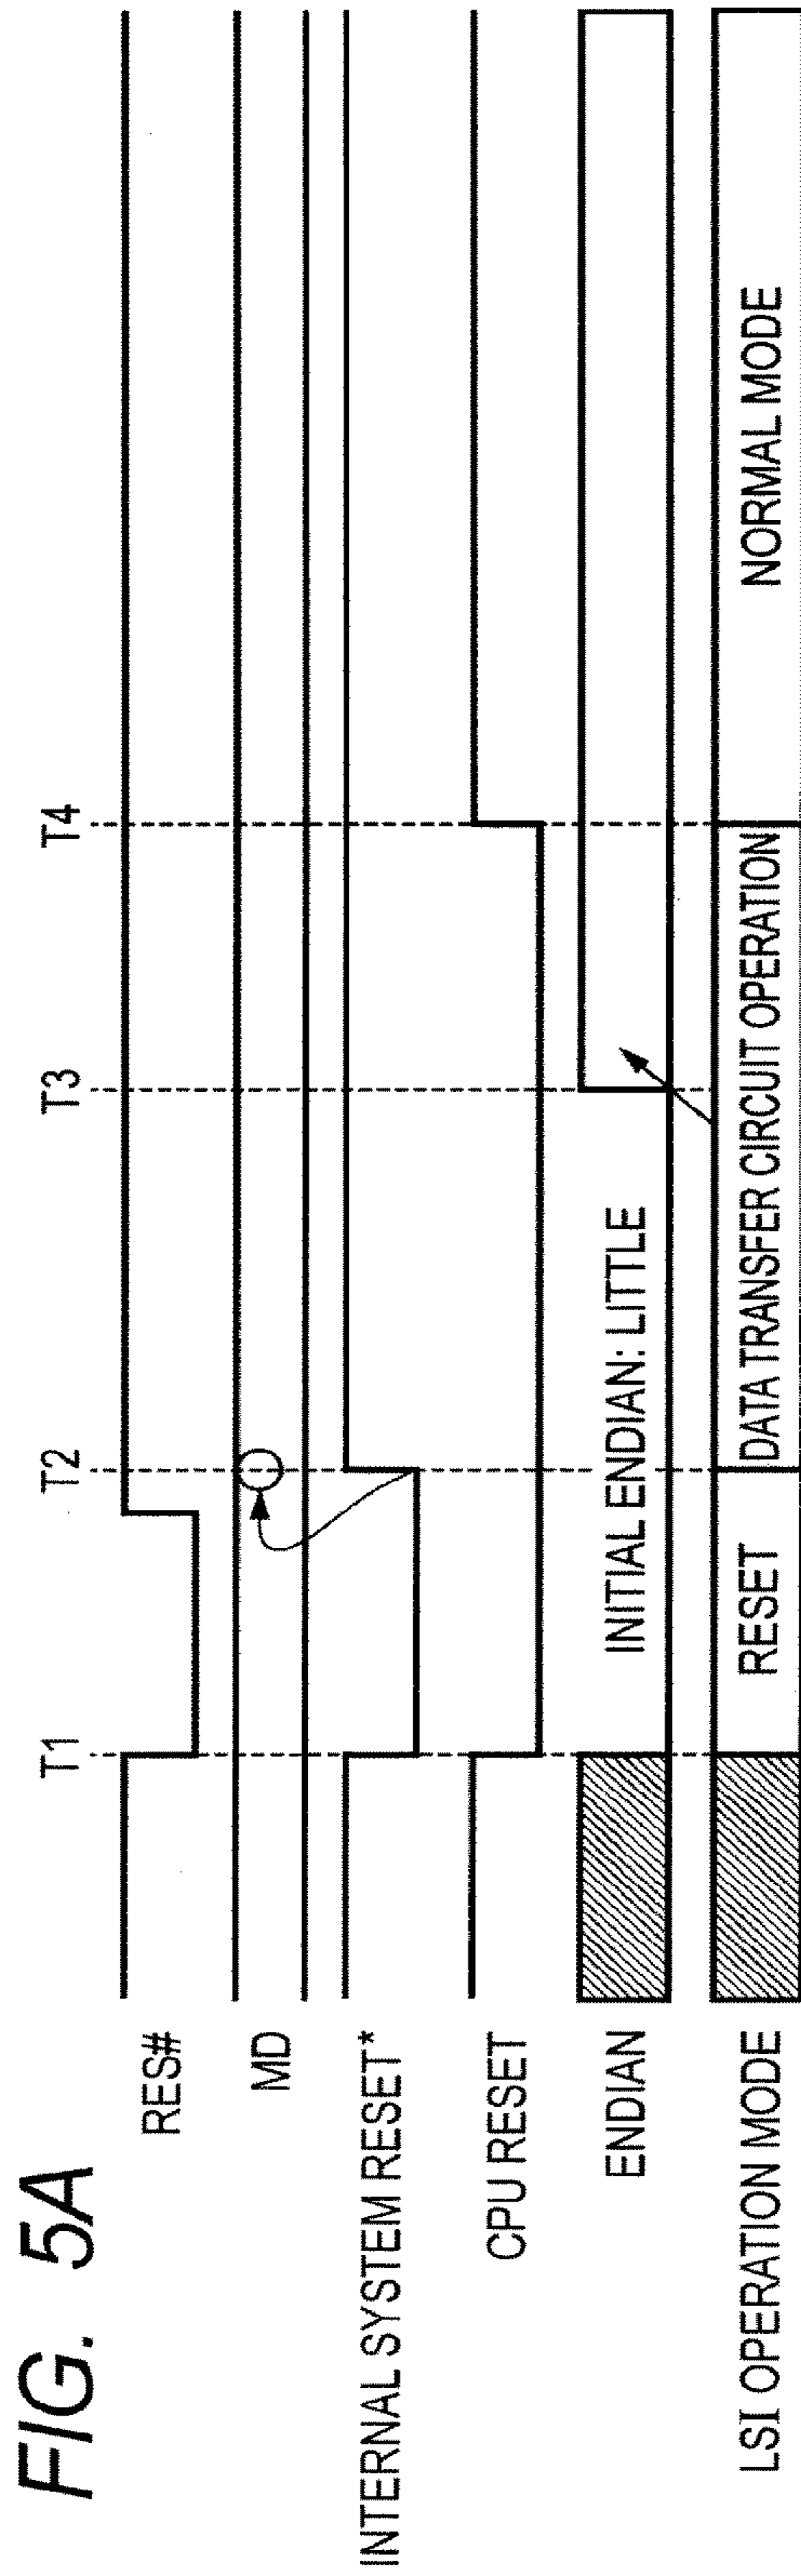 FIG. 5A
T1 T2 T3 T4
RES#
MD
INTERNAL SYSTEM RESET*
CPU RESET
ENDIAN
INITIAL ENDIAN: LITTLE
LSI OPERATION MODE
RESET
DATA TRANSFER CIRCUIT OPERATION
NORMAL MODE